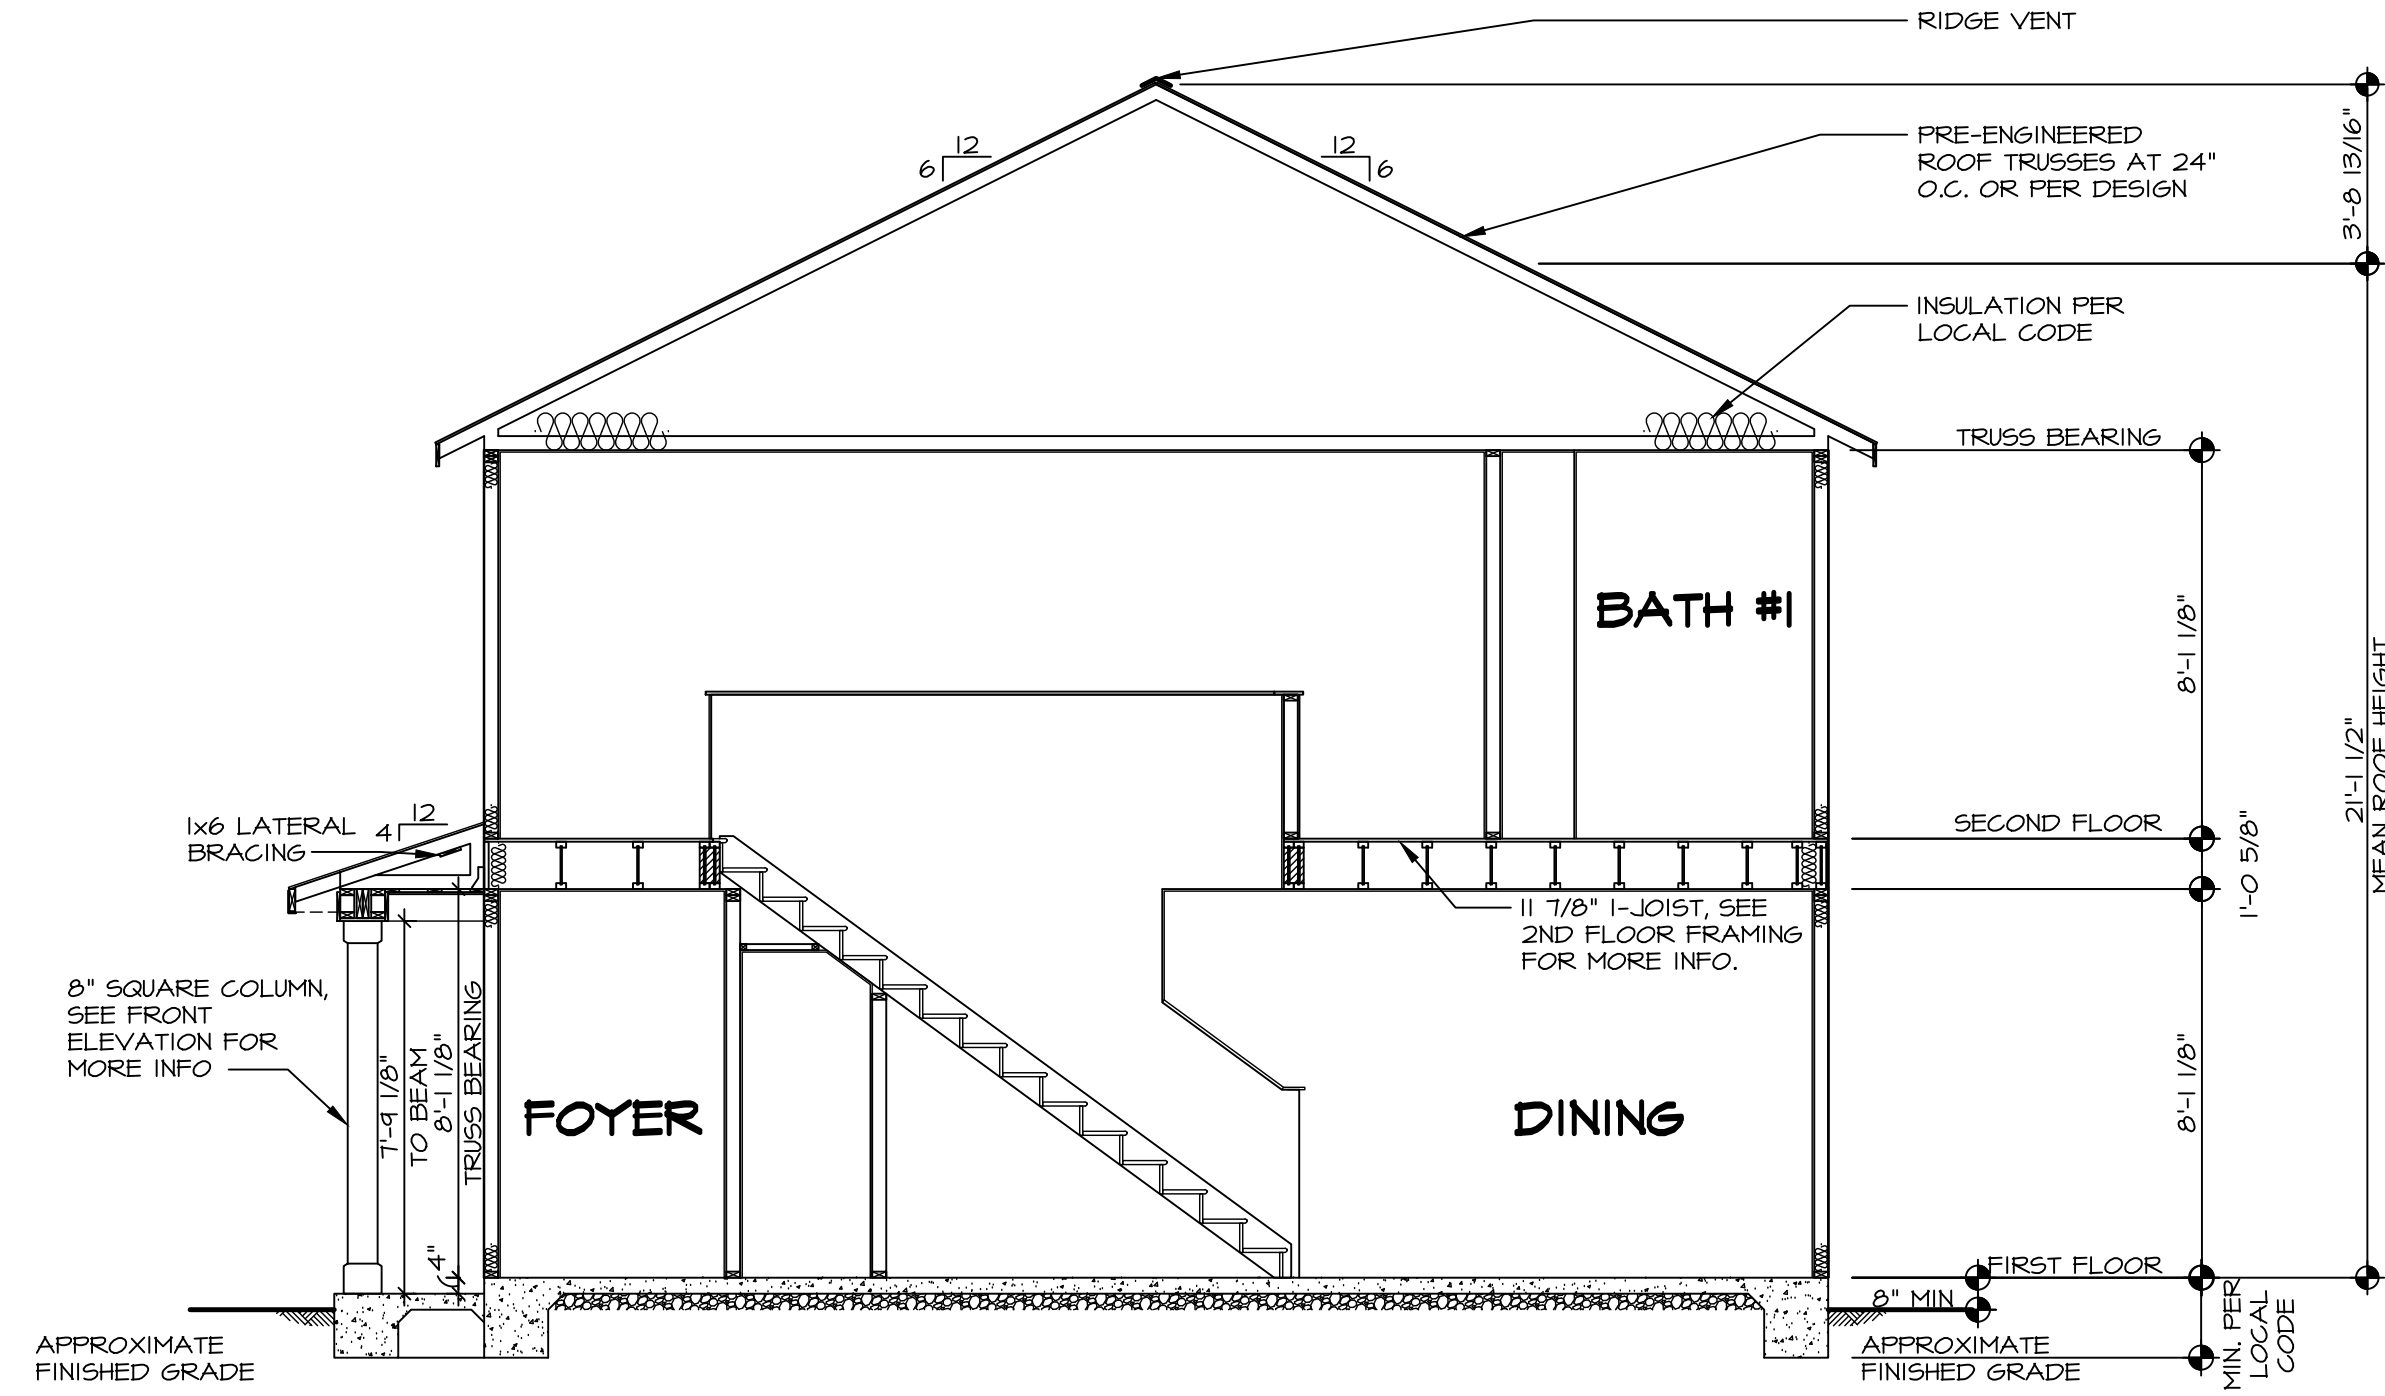 RIDGE VENT
12
6
12
6
PRE-ENGINEERED
ROOF TRUSSES AT 24"
O.C. OR PER DESIGN
3'-8 13/16"
INSULATION PER
LOCAL CODE
TRUSS BEARING
BATH #1
8'-1 1/8"
21'-1 1/2"
MEAN ROOF HEIGHT
1x6 LATERAL
BRACING
12
4
SECOND FLOOR
1'-0 5/8"
11 7/8" I-JOIST, SEE
2ND FLOOR FRAMING
FOR MORE INFO.
8" SQUARE COLUMN,
SEE FRONT
ELEVATION FOR
MORE INFO
7'-9 1/8"
TO BEAM
8'-1 1/8"
TRUSS BEARING
4"
FOYER
DINING
8'-1 1/8"
FIRST FLOOR
8" MIN
MIN. PER
LOCAL
CODE
APPROXIMATE
FINISHED GRADE
APPROXIMATE
FINISHED GRADE